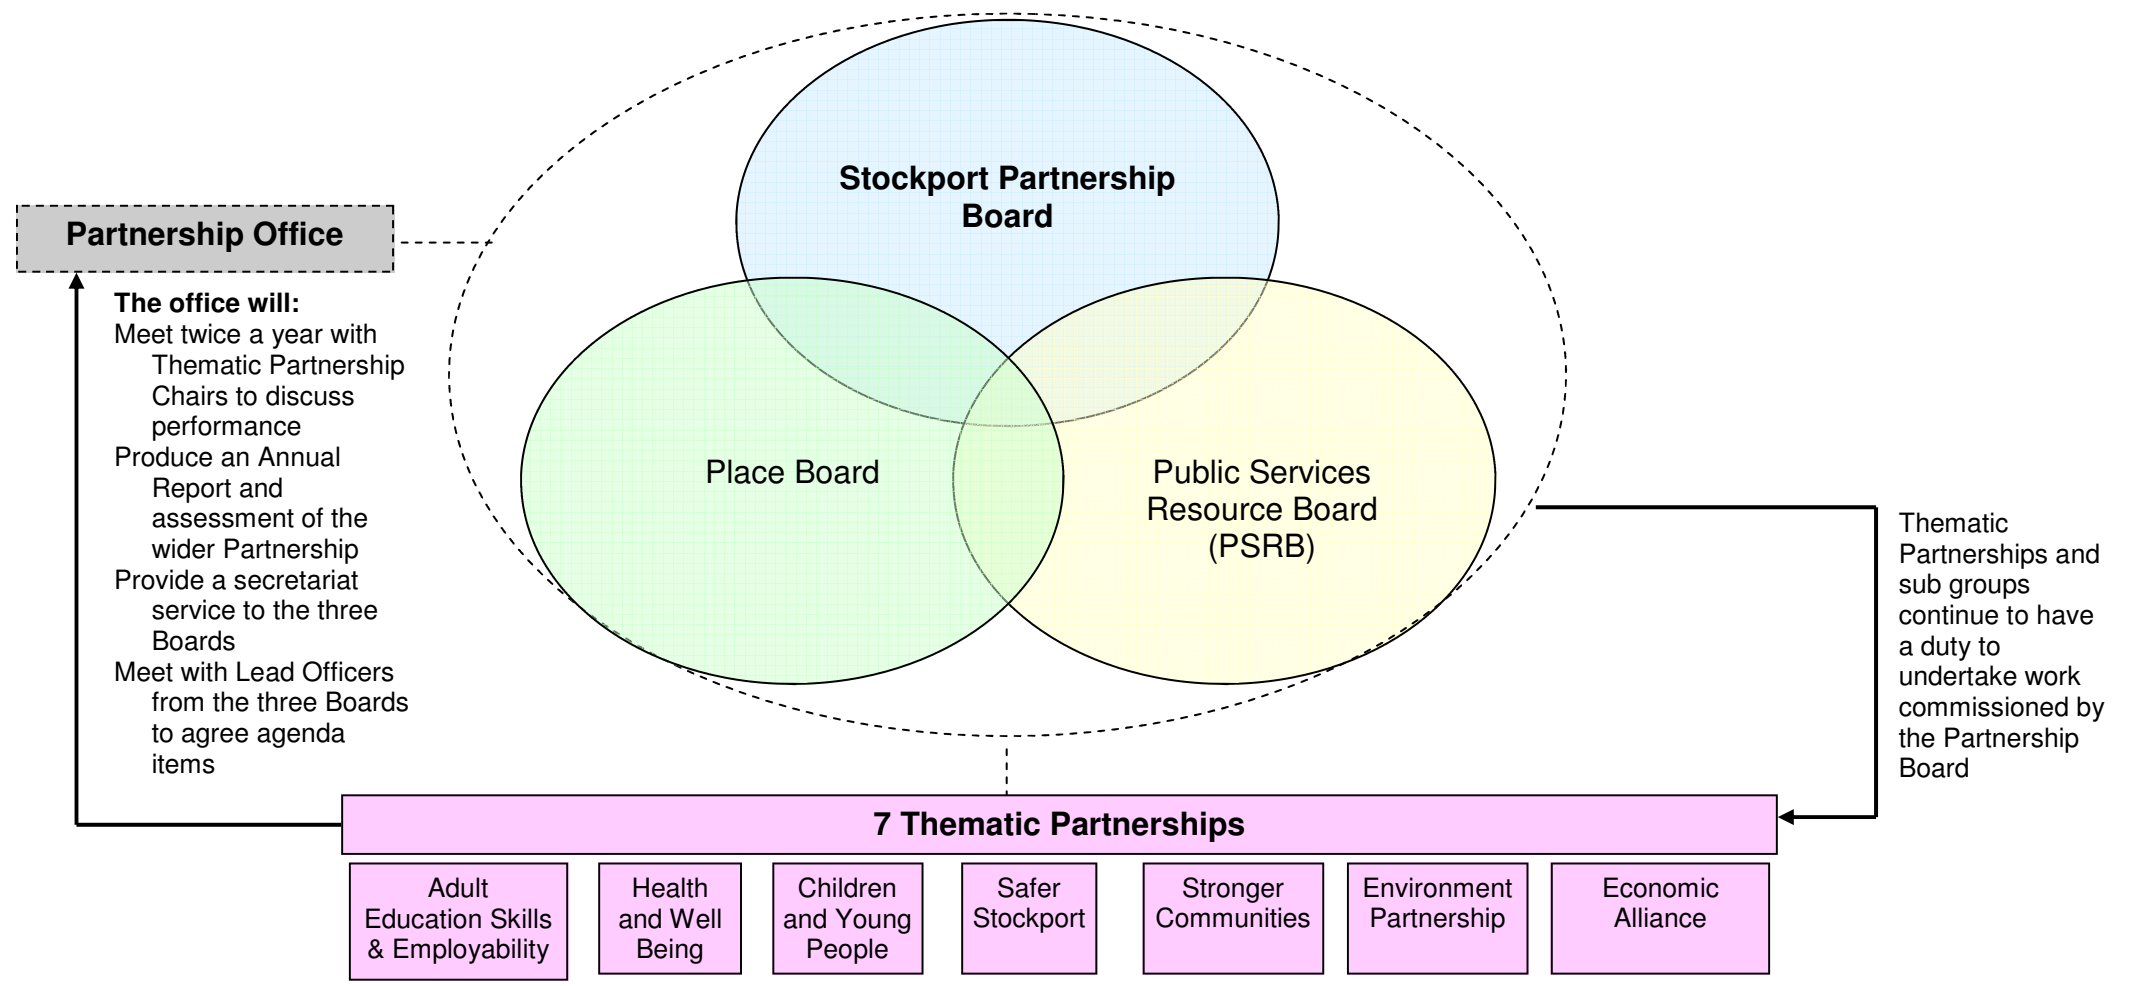 Stockport Partnership
Board
Partnership Office
The office will:
Meet twice a year with
Thematic Partnership
Chairs to discuss
performance
Produce an Annual
Report and
assessment of the
wider Partnership
Provide a secretariat
service to the three
Boards
Meet with Lead Officers
from the three Boards
to agree agenda
items
Place Board
Public Services
Resource Board
(PSRB)
Thematic
Partnerships and
sub groups
continue to have
a duty to
undertake work
commissioned by
the Partnership
Board
7 Thematic Partnerships
Adult
Education Skills
& Employability
Health
and Well
Being
Children
and Young
People
Safer
Stockport
Stronger
Communities
Environment
Partnership
Economic
Alliance